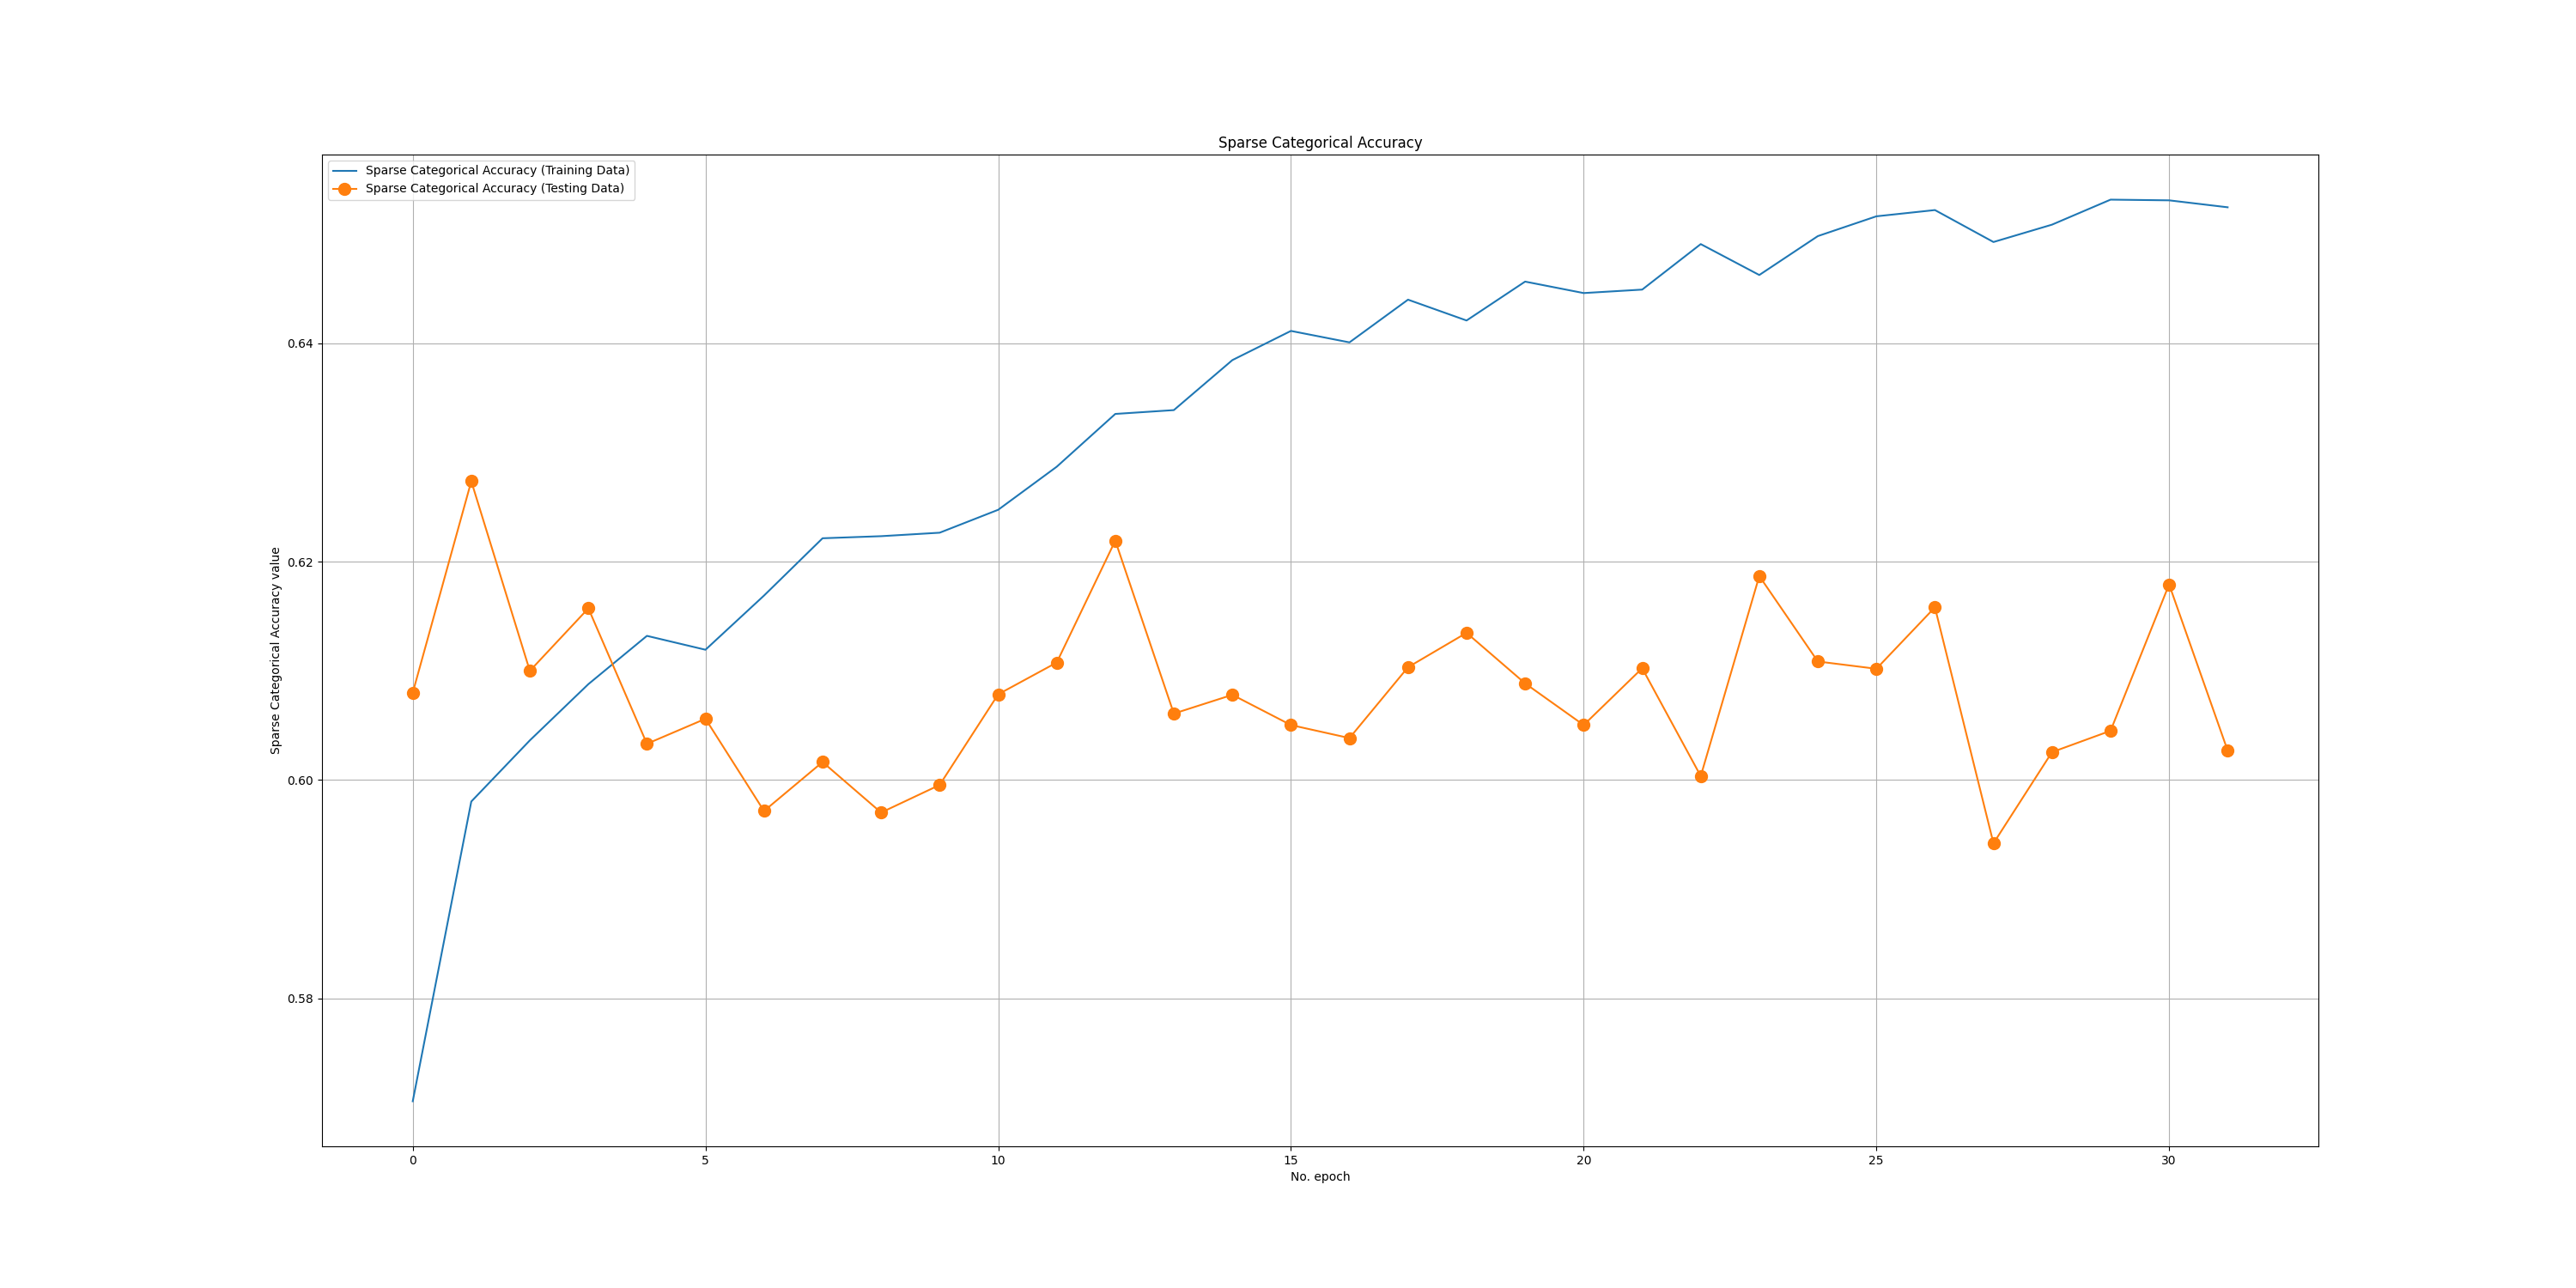 Sparse Categorical Accuracy
Sparse Categorical Accuracy (Training Data)
Sparse Categorical Accuracy (Testing Data)
Sparse Categorical Accuracy value
0.64
0.62
0.60
0.58
0 5 10 15 20 25 30
No. epoch